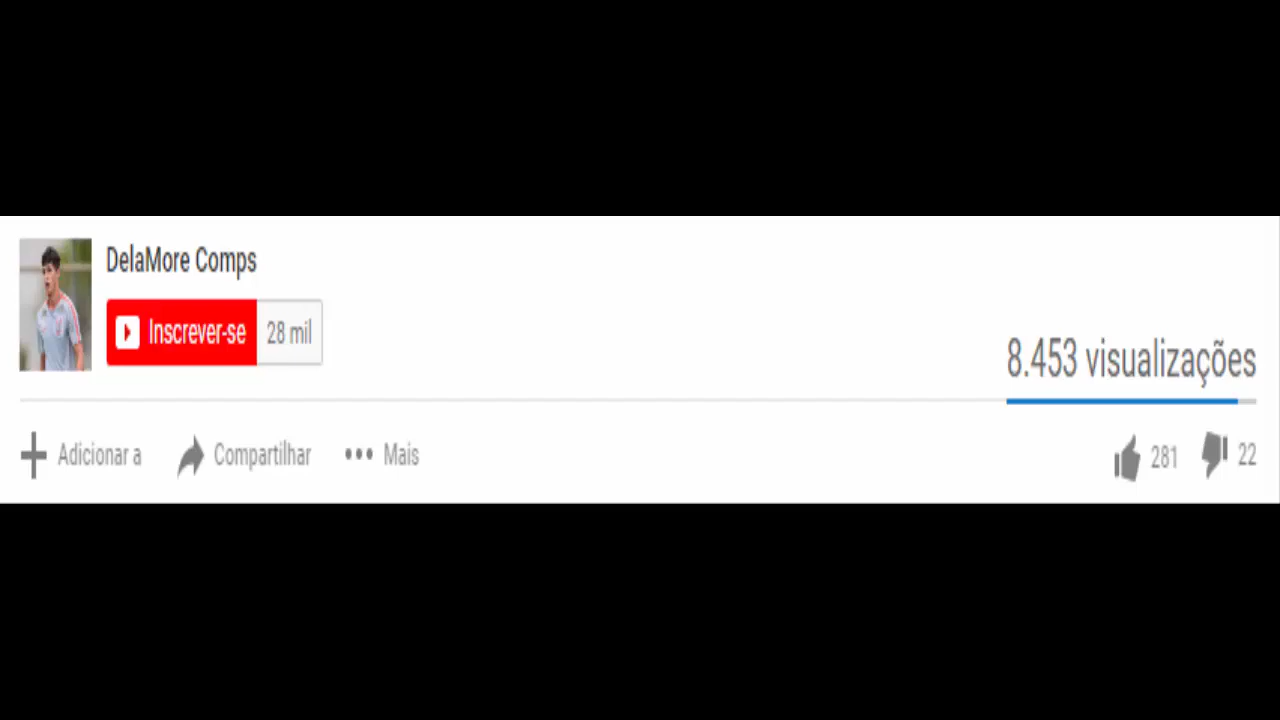 DelaMore Comps
Inscrever-se 28 mil
8.453 visualizações
Adicionar a Compartilhar Mais 281 22